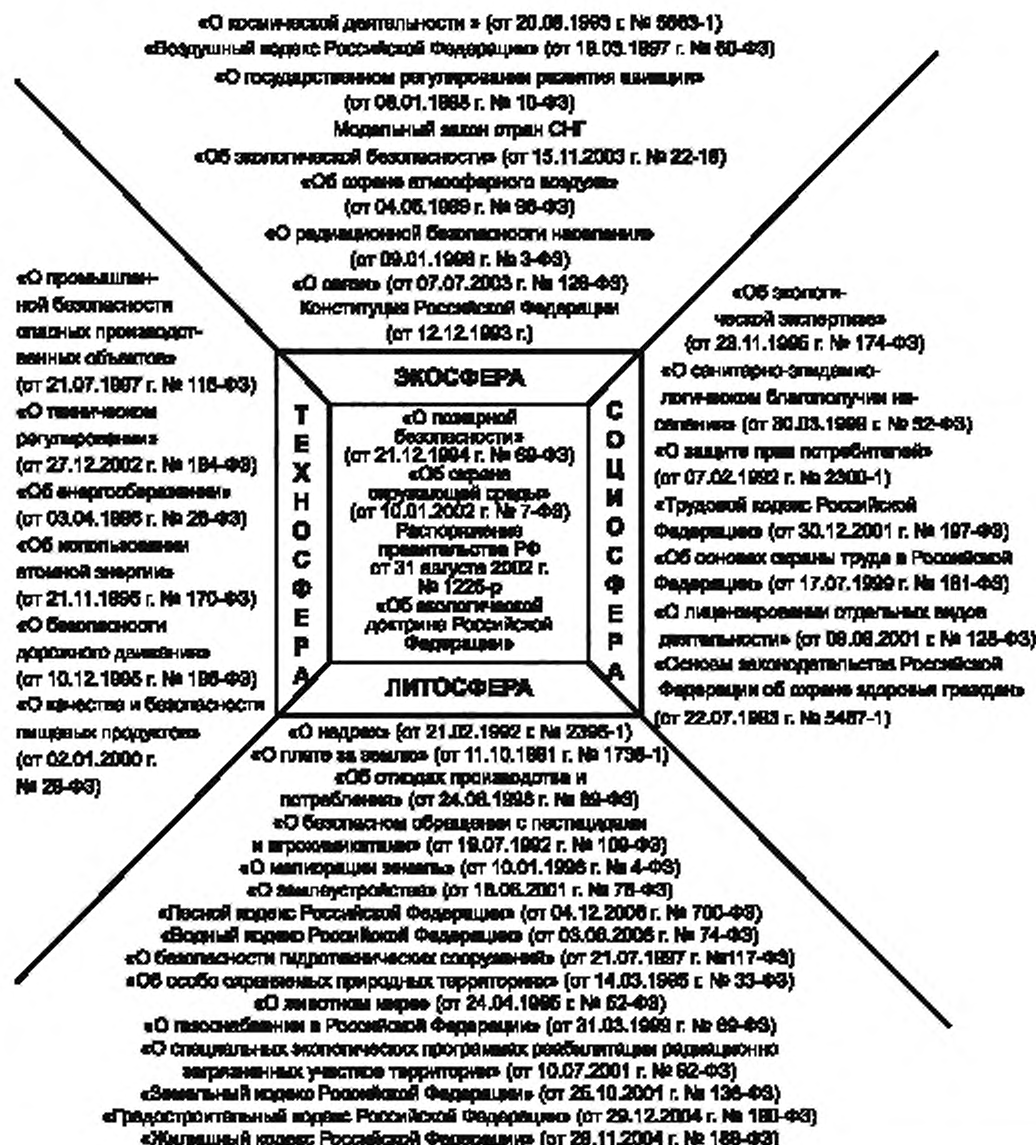 «О космической деятельности » (от 20.08.1993 г. № 5663-1)
«Воздушный кодекс Российской Федерации» (от 19.03.1997 г. № 60-ФЗ)
«О государственном регулировании развития авиации»
(от 08.01.1998 г. № 10-ФЗ)
Модельный закон стран СНГ
«Об экологической безопасности» (от 15.11.2003 г. № 22-18)
«Об охране атмосферного воздуха»
(от 04.05.1999 г. № 96-ФЗ)
«О радиационной безопасности населения»
(от 09.01.1996 г. № 3-ФЗ)
«О связи» (от 07.07.2003 г. № 126-ФЗ)
Конституция Российской Федерации
(от 12.12.1993 г.)
«О промышлен-
ной безопасности
опасных производст-
венных объектов»
(от 21.07.1997 г. № 116-ФЗ)
«О техническом
регулировании»
(от 27.12.2002 г. № 184-ФЗ)
«Об энергосбережении»
(от 03.04.1996 г. № 28-ФЗ)
«Об использовании
атомной энергии»
(от 21.11.1995 г. № 170-ФЗ)
«О безопасности
дорожного движения»
(от 10.12.1995 г. № 196-ФЗ)
«О качестве и безопасности
пищевых продуктов»
(от 02.01.2000 г.
№ 29-ФЗ)
ЭКОСФЕРА
ТЕХНОСФЕРА
«О пожарной
безопасности»
(от 21.12.1994 г. № 69-ФЗ)
«Об охране
окружающей среды»
(от 10.01.2002 г. № 7-ФЗ)
Распоряжение
правительства РФ
от 31 августа 2002 г.
№ 1225-р
«Об экологической
доктрине Российской
Федерации»
СОЦИОСФЕРА
ЛИТОСФЕРА
«Об экологи-
ческой экспертизе»
(от 23.11.1995 г. № 174-ФЗ)
«О санитарно-эпидемио-
логическом благополучии на-
селения» (от 30.03.1999 г. № 52-ФЗ)
«О защите прав потребителей»
(от 07.02.1992 г. № 2300-1)
«Трудовой кодекс Российской
Федерации» (от 30.12.2001 г. № 197-ФЗ)
«Об основах охраны труда в Российской
Федерации» (от 17.07.1999 г. № 181-ФЗ)
«О лицензировании отдельных видов
деятельности» (от 08.08.2001 г. № 128-ФЗ)
«Основы законодательства Российской
Федерации об охране здоровья граждан»
(от 22.07.1993 г. № 5487-1)
«О недрах» (от 21.02.1992 г. № 2395-1)
«О плате за землю» (от 11.10.1991 г. № 1738-1)
«Об отходах производства и
потребления» (от 24.06.1998 г. № 89-ФЗ)
«О безопасном обращении с пестицидами
и агрохимикатами» (от 19.07.1992 г. № 109-ФЗ)
«О мелиорации земель» (от 10.01.1996 г. № 4-ФЗ)
«О землеустройстве» (от 18.06.2001 г. № 78-ФЗ)
«Лесной кодекс Российской Федерации» (от 04.12.2006 г. № 700-ФЗ)
«Водный кодекс Российской Федерации» (от 03.06.2006 г. № 74-ФЗ)
«О безопасности гидротехнических сооружений» (от 21.07.1997 г. №117-ФЗ)
«Об особо охраняемых природных территориях» (от 14.03.1995 г. № 33-ФЗ)
«О животном мире» (от 24.04.1995 г. № 52-ФЗ)
«О газоснабжении в Российской Федерации» (от 31.03.1999 г. № 69-ФЗ)
«О специальных экологических программах реабилитации радиационно
загрязненных участков территории» (от 10.07.2001 г. № 92-ФЗ)
«Земельный кодекс Российской Федерации» (от 25.10.2001 г. № 136-ФЗ)
«Градостроительный кодекс Российской Федерации» (от 29.12.2004 г. № 190-ФЗ)
«Жилищный кодекс Российской Федерации» (от 29.11.2004 г. № 188-ФЗ)